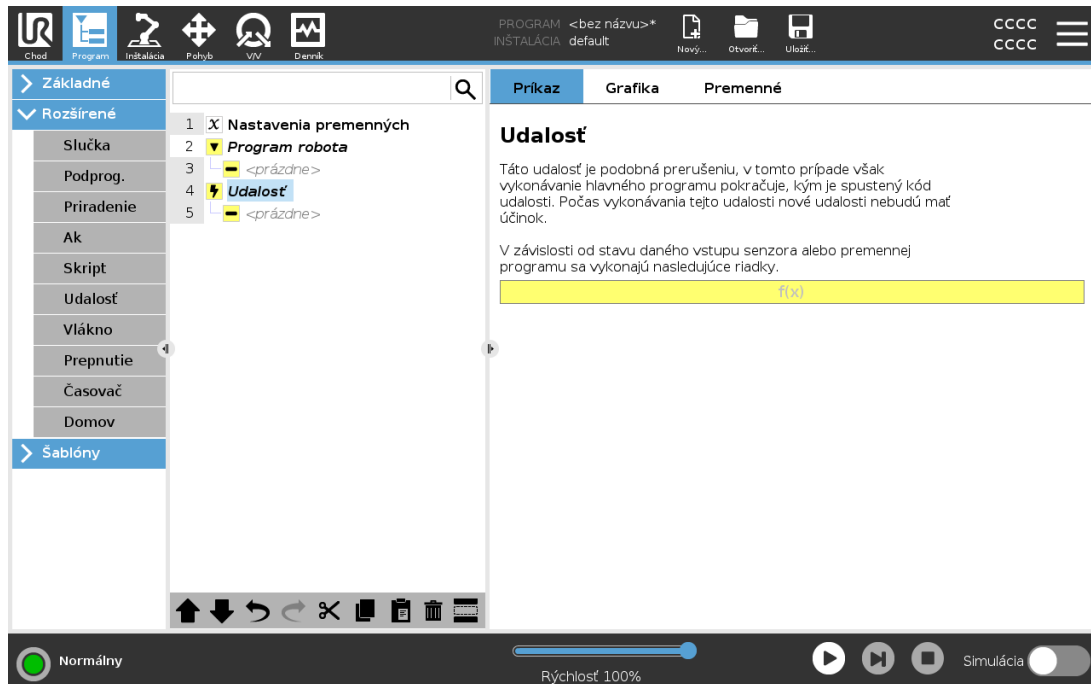 UR
Chod
Program
Inštalácia
Pohyb
V/V
Denník
PROGRAM <bez názvu>*
INŠTALÁCIA default
Nový...
Otvoriť...
Uložiť...
CCCC
CCCC
Základné
Rozšírené
Slučka
Podprog.
Priradenie
Ak
Skript
Udalosť
Vlákno
Prepnutie
Časovač
Domov
Šablóny
1 X Nastavenia premenných
2 Program robota
3 <prázdne>
4 Udalosť
5 <prázdne>
Príkaz
Grafika
Premenné
Udalosť
Táto udalosť je podobná prerušeniu, v tomto prípade však
vykonávanie hlavného programu pokračuje, kým je spustený kód
udalosti. Počas vykonávania tejto udalosti nové udalosti nebudú mať
účinok.
V závislosti od stavu daného vstupu senzora alebo premennej
programu sa vykonajú nasledujúce riadky.
f(x)
Normálny
Rýchlosť 100%
Simulácia